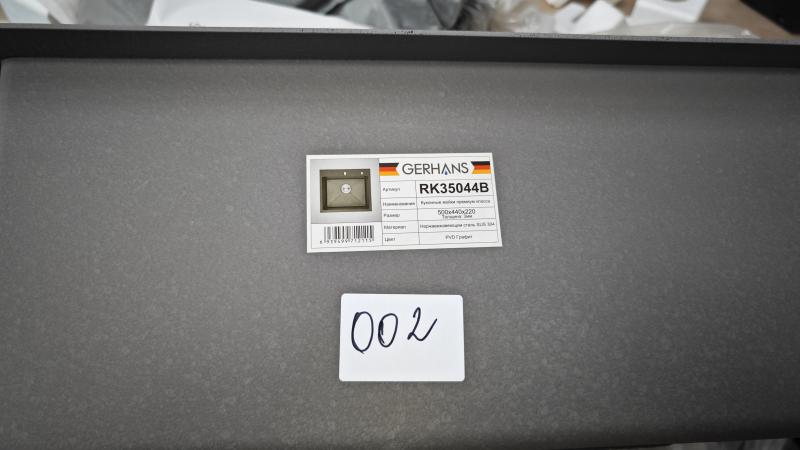 GERHANS
Артикул RK35044B
Наименование Кухонные мойки премиум класса
Размер 500x440x220
Толщина: 3мм
Материал Нержавеющая сталь SUS 304
Цвет PVD Графит
002